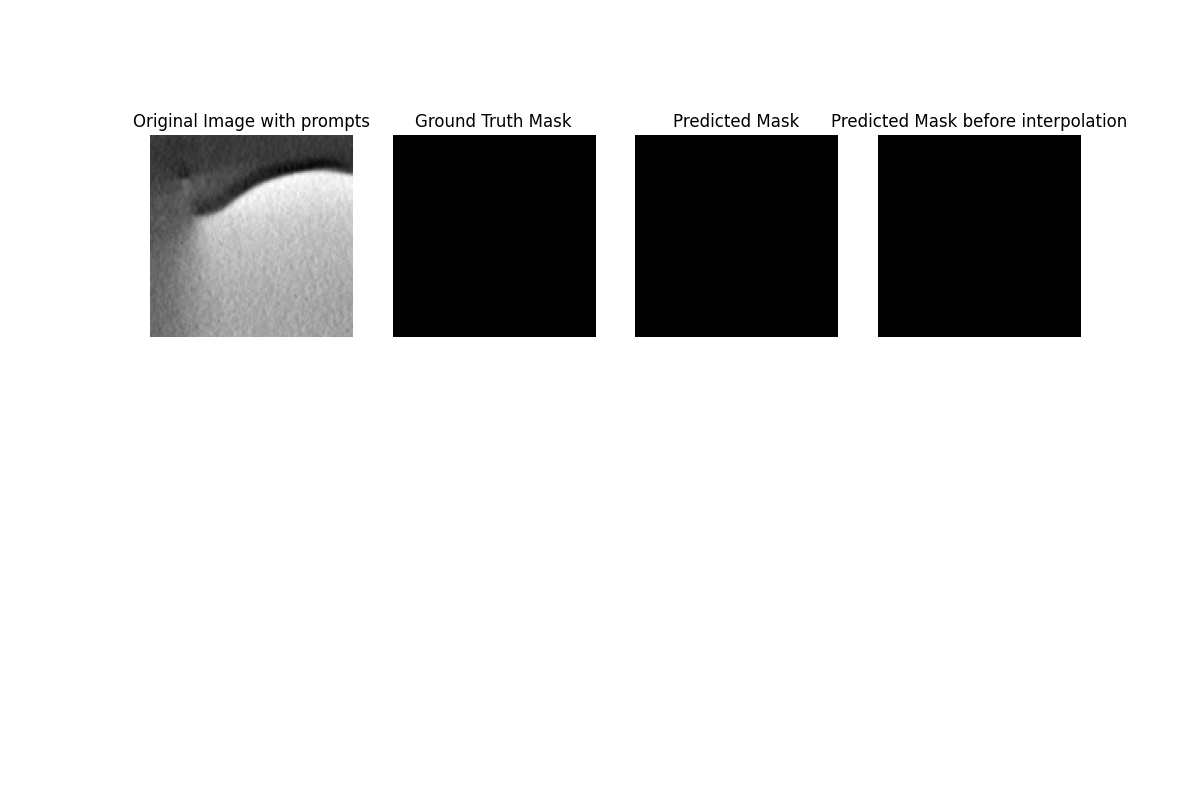 Original Image with prompts
Ground Truth Mask
Predicted Mask
Predicted Mask before interpolation